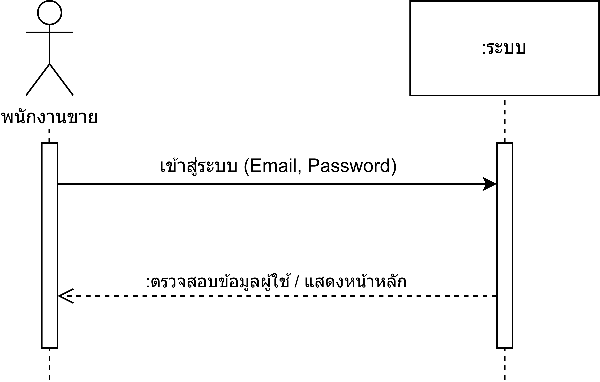 :ระบบ
พนักงานขาย
เข้าสู่ระบบ (Email, Password)
:ตรวจสอบข้อมูลผู้ใช้ / แสดงหน้าหลัก